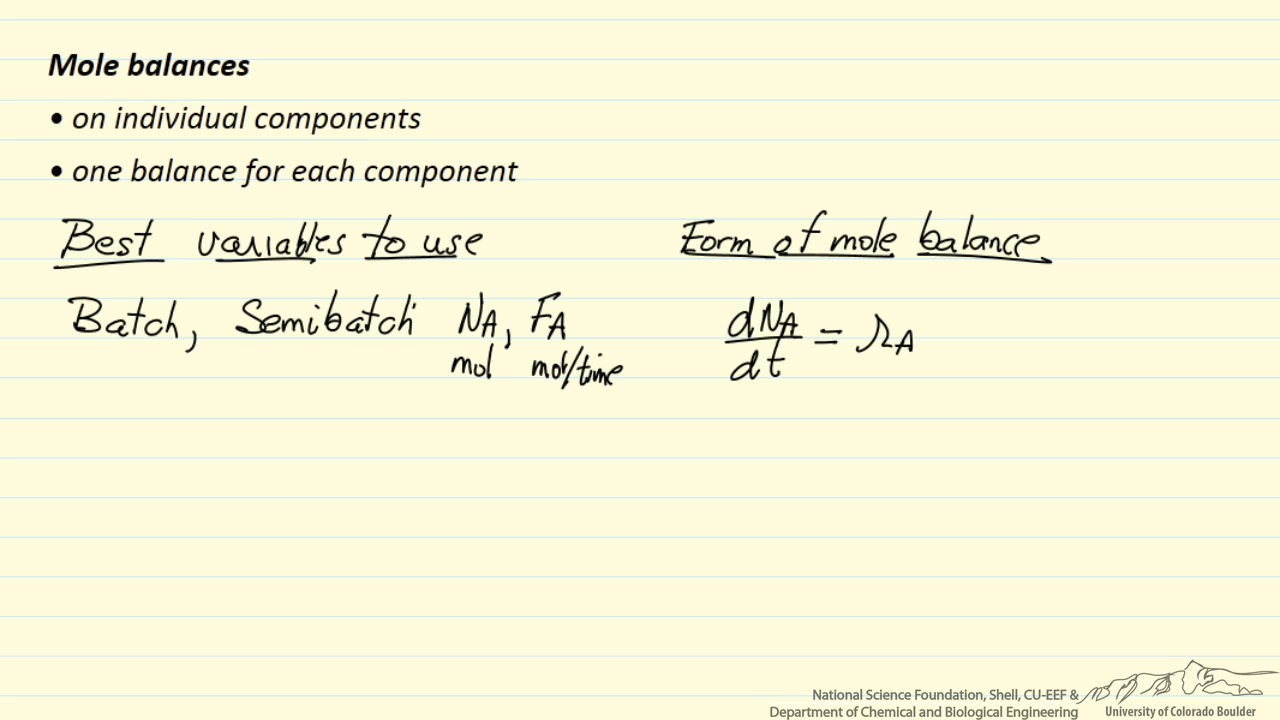 Mole balances
• on individual components
• one balance for each component
Best variables to use
Form of mole balance
Batch, Semibatch N_A, F_A
mol mol/time
dN_A/dt = r_A
National Science Foundation, Shell, CU-EEF &
Department of Chemical and Biological Engineering
University of Colorado Boulder